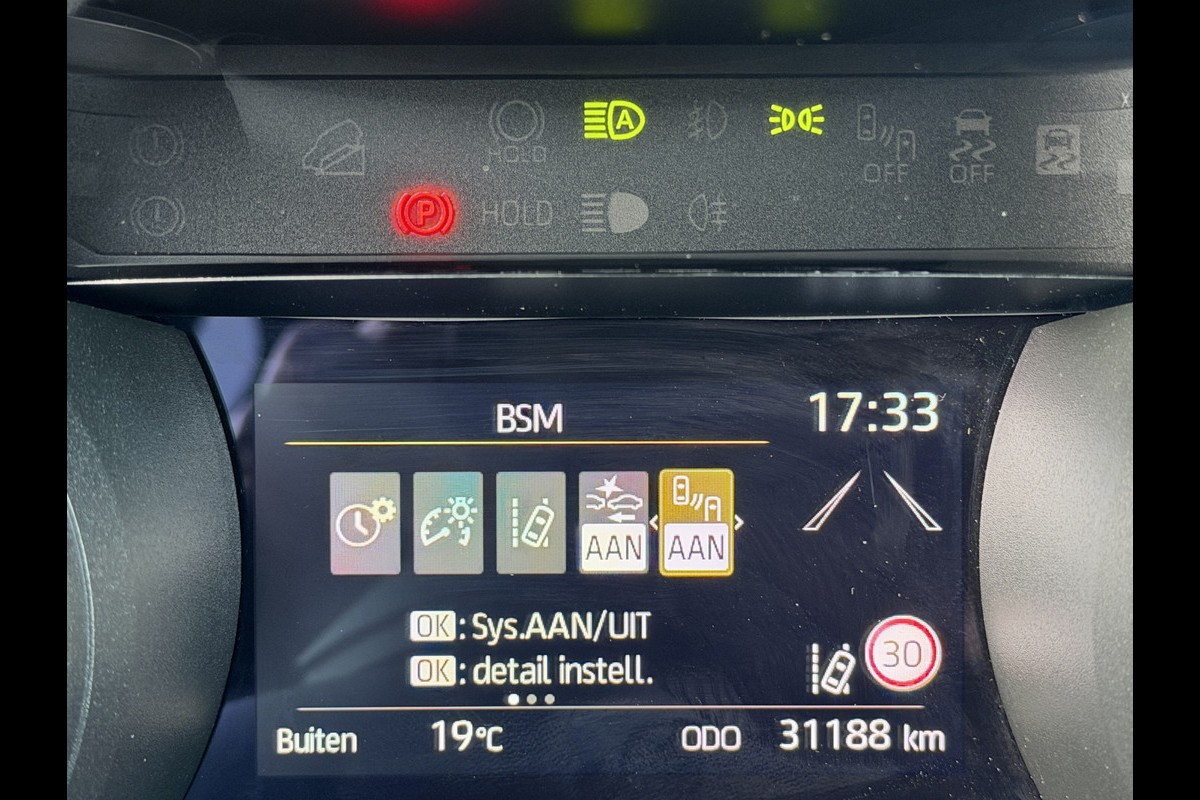 HOLD
A
OFF
OFF
P
HOLD
BSM
17:33
AAN
AAN
OK: Sys.AAN/UIT
OK: detail instell.
30
Buiten 19°C ODO 31188 km